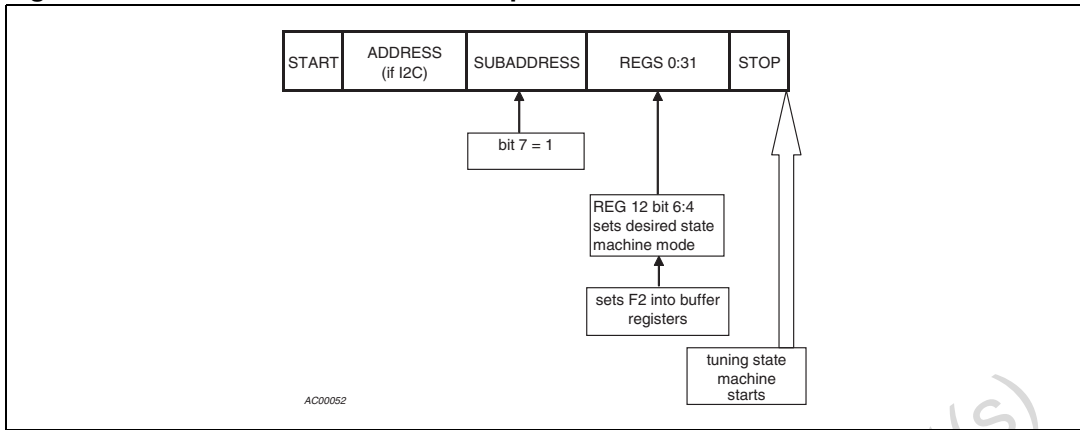 START
ADDRESS
(if I2C)
SUBADDRESS
REGS 0:31
STOP
bit 7 = 1
REG 12 bit 6:4
sets desired state
machine mode
sets F2 into buffer
registers
tuning state
machine
starts
AC00052